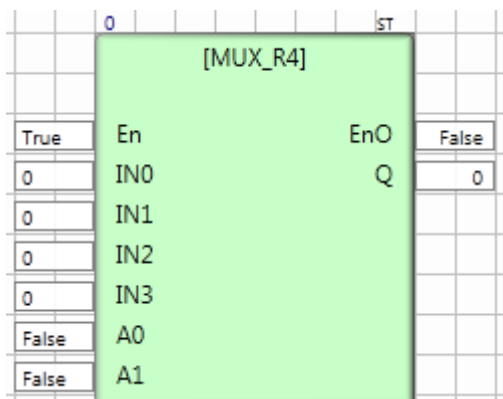 0 ST
[MUX_R4]
True En EnO False
0 IN0 Q 0
0 IN1
0 IN2
0 IN3
False A0
False A1